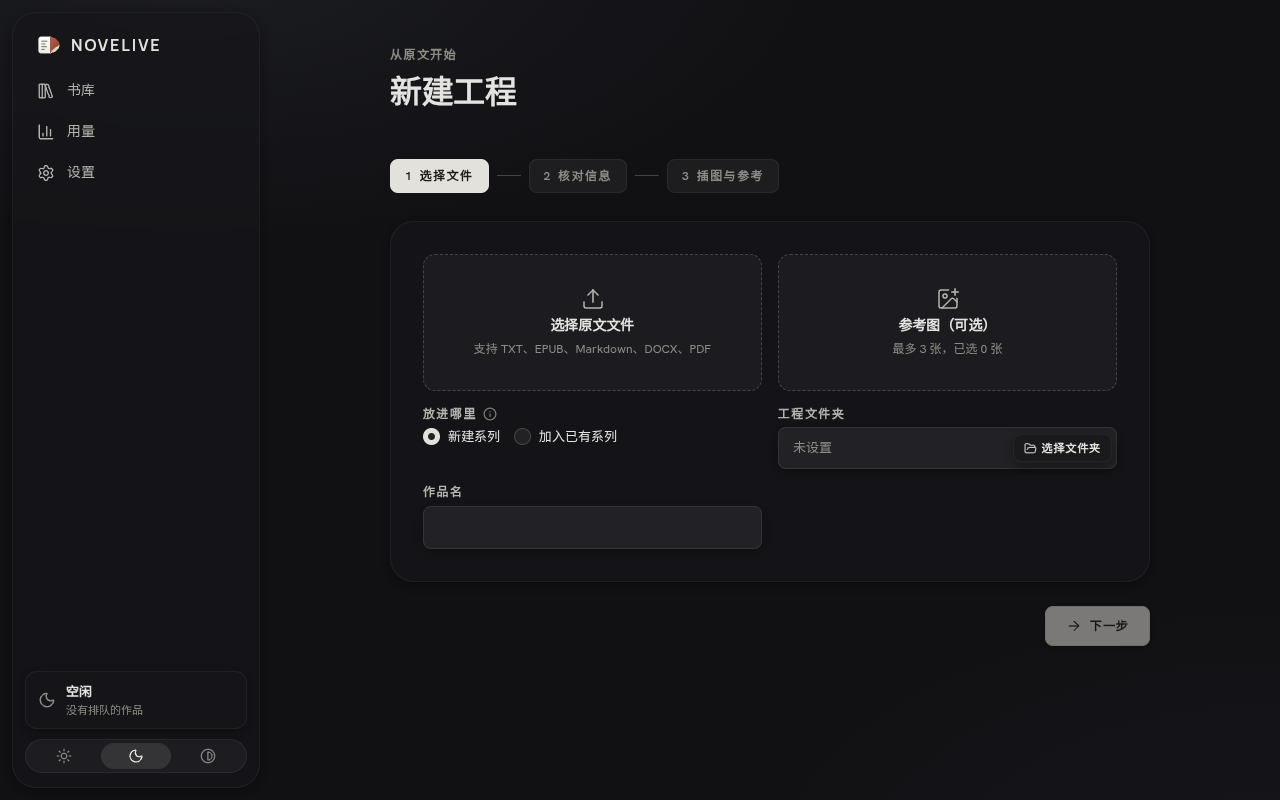 NOVELIVE
书库
用量
设置
空闲
没有排队的作品
从原文开始
新建工程
1 选择文件
2 核对信息
3 插图与参考
选择原文文件
支持 TXT、EPUB、Markdown、DOCX、PDF
参考图（可选）
最多 3 张，已选 0 张
放进哪里
新建系列
加入已有系列
工程文件夹
未设置
选择文件夹
作品名
下一步